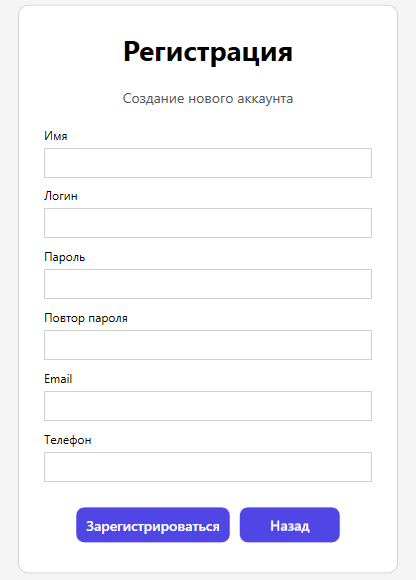 Регистрация
Создание нового аккаунта
Имя
Логин
Пароль
Повтор пароля
Email
Телефон
Зарегистрироваться Назад